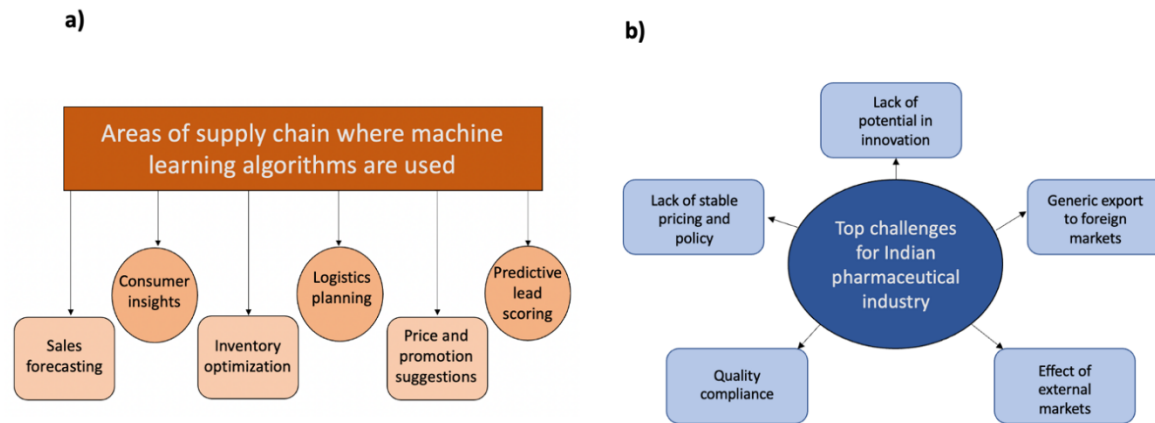 a)
Areas of supply chain where machine
learning algorithms are used
Consumer
insights
Logistics
planning
Predictive
lead
scoring
Sales
forecasting
Inventory
optimization
Price and
promotion
suggestions
b)
Lack of
potential in
innovation
Lack of stable
pricing and
policy
Generic export
to foreign
markets
Top challenges
for Indian
pharmaceutical
industry
Quality
compliance
Effect of
external
markets